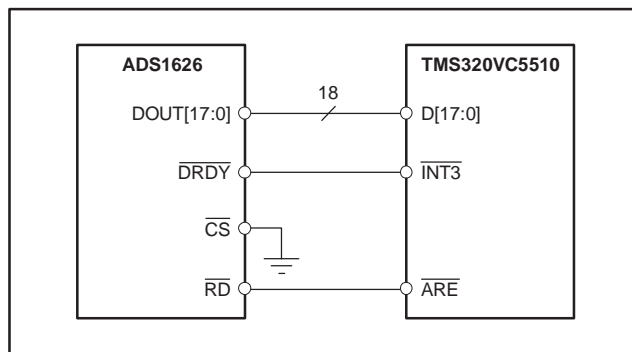 ADS1626 TMS320VC5510
18
DOUT[17:0] D[17:0]
DRDY INT3
CS
RD ARE